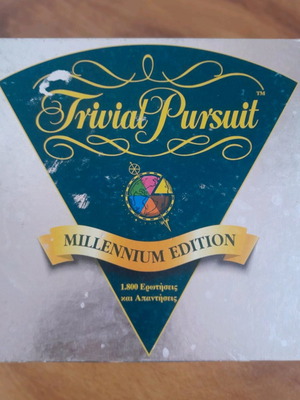 Trivial Pursuit™
MILLENNIUM EDITION
1.800 Ερωτήσεις
και Απαντήσεις